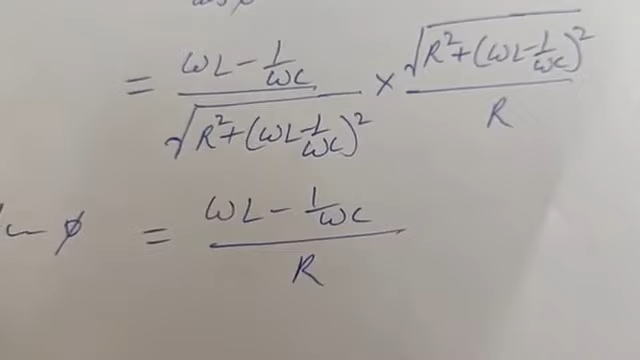 = (ωL - 1/ωC) / √(R² + (ωL - 1/ωC)²) × √(R² + (ωL - 1/ωC)²) / R
φ = (ωL - 1/ωC) / R